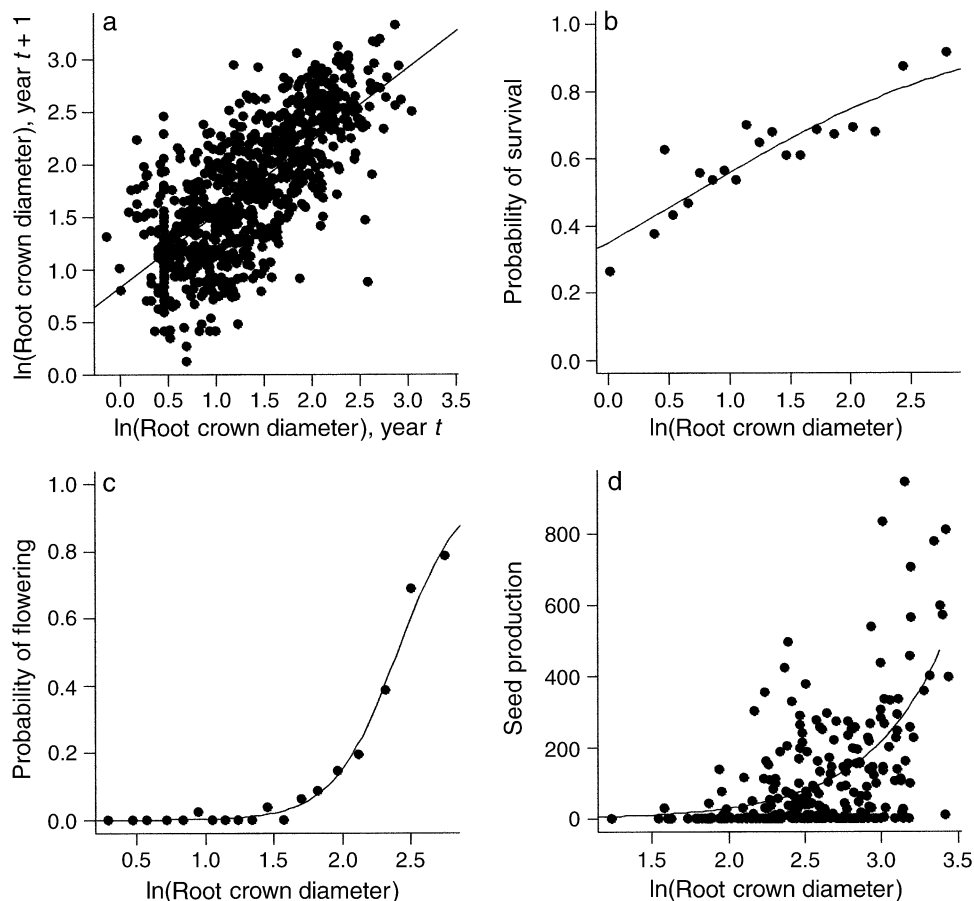 a
ln(Root crown diameter), year t + 1
3.0
2.5
2.0
1.5
1.0
0.5
0.0
0.0 0.5 1.0 1.5 2.0 2.5 3.0 3.5
ln(Root crown diameter), year t
b
Probability of survival
1.0
0.8
0.6
0.4
0.2
0.0
0.0 0.5 1.0 1.5 2.0 2.5
ln(Root crown diameter)
c
Probability of flowering
1.0
0.8
0.6
0.4
0.2
0.0
0.5 1.0 1.5 2.0 2.5
ln(Root crown diameter)
d
Seed production
800
600
400
200
0
1.5 2.0 2.5 3.0 3.5
ln(Root crown diameter)